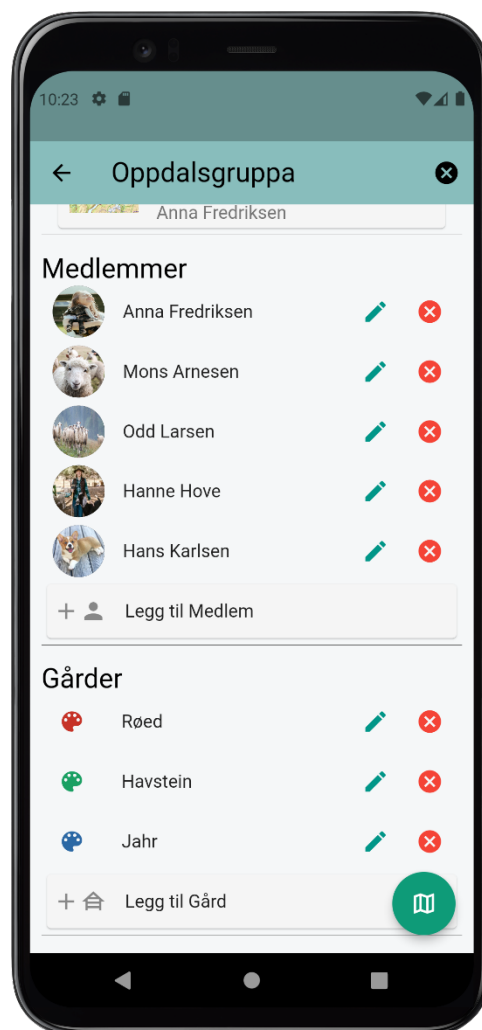 10:23
Oppdalsgruppa
Anna Fredriksen
Medlemmer
Anna Fredriksen
Mons Arnesen
Odd Larsen
Hanne Hove
Hans Karlsen
Legg til Medlem
Gårder
Røed
Havstein
Jahr
Legg til Gård